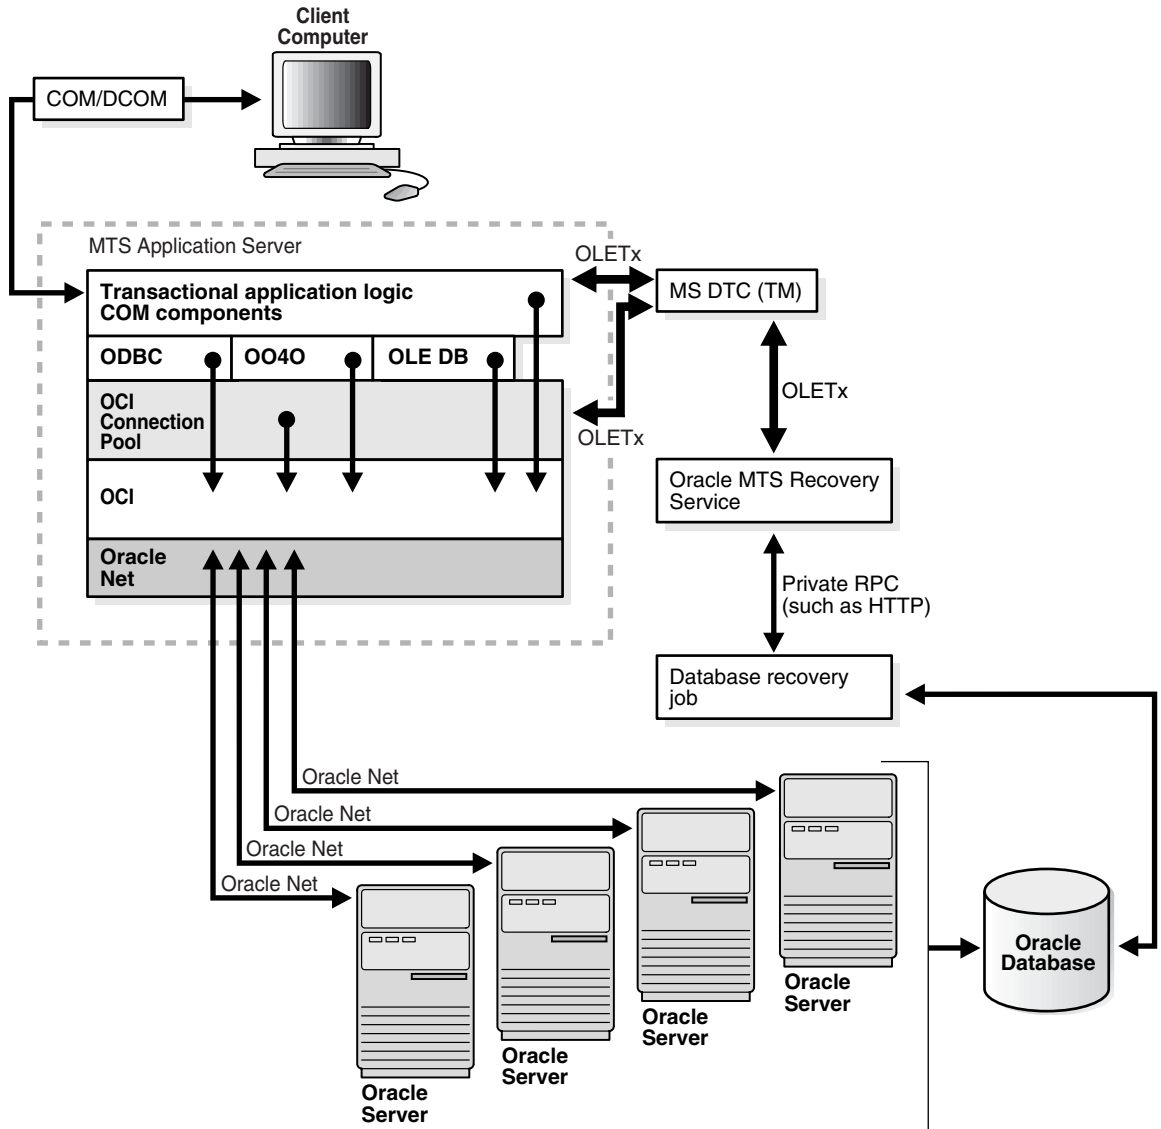 Client
Computer
COM/DCOM
MTS Application Server
OLETx
Transactional application logic
COM components
MS DTC (TM)
ODBC
OO4O
OLE DB
OCI
Connection
Pool
OLETx
OLETx
OCI
Oracle MTS Recovery
Service
Oracle
Net
Private RPC
(such as HTTP)
Database recovery
job
Oracle Net
Oracle Net
Oracle Net
Oracle Net
Oracle
Database
Oracle
Server
Oracle
Server
Oracle
Server
Oracle
Server